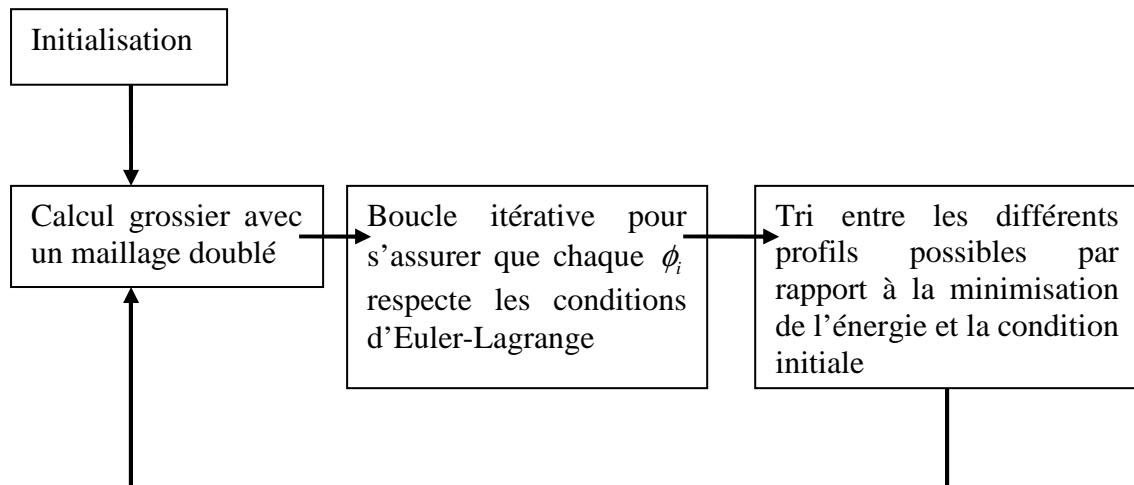 Initialisation
Calcul grossier avec
un maillage doublé
Boucle itérative pour
s’assurer que chaque ϕi
respecte les conditions
d’Euler-Lagrange
Tri entre les différents
profils possibles par
rapport à la minimisation
de l’énergie et la condition
initiale